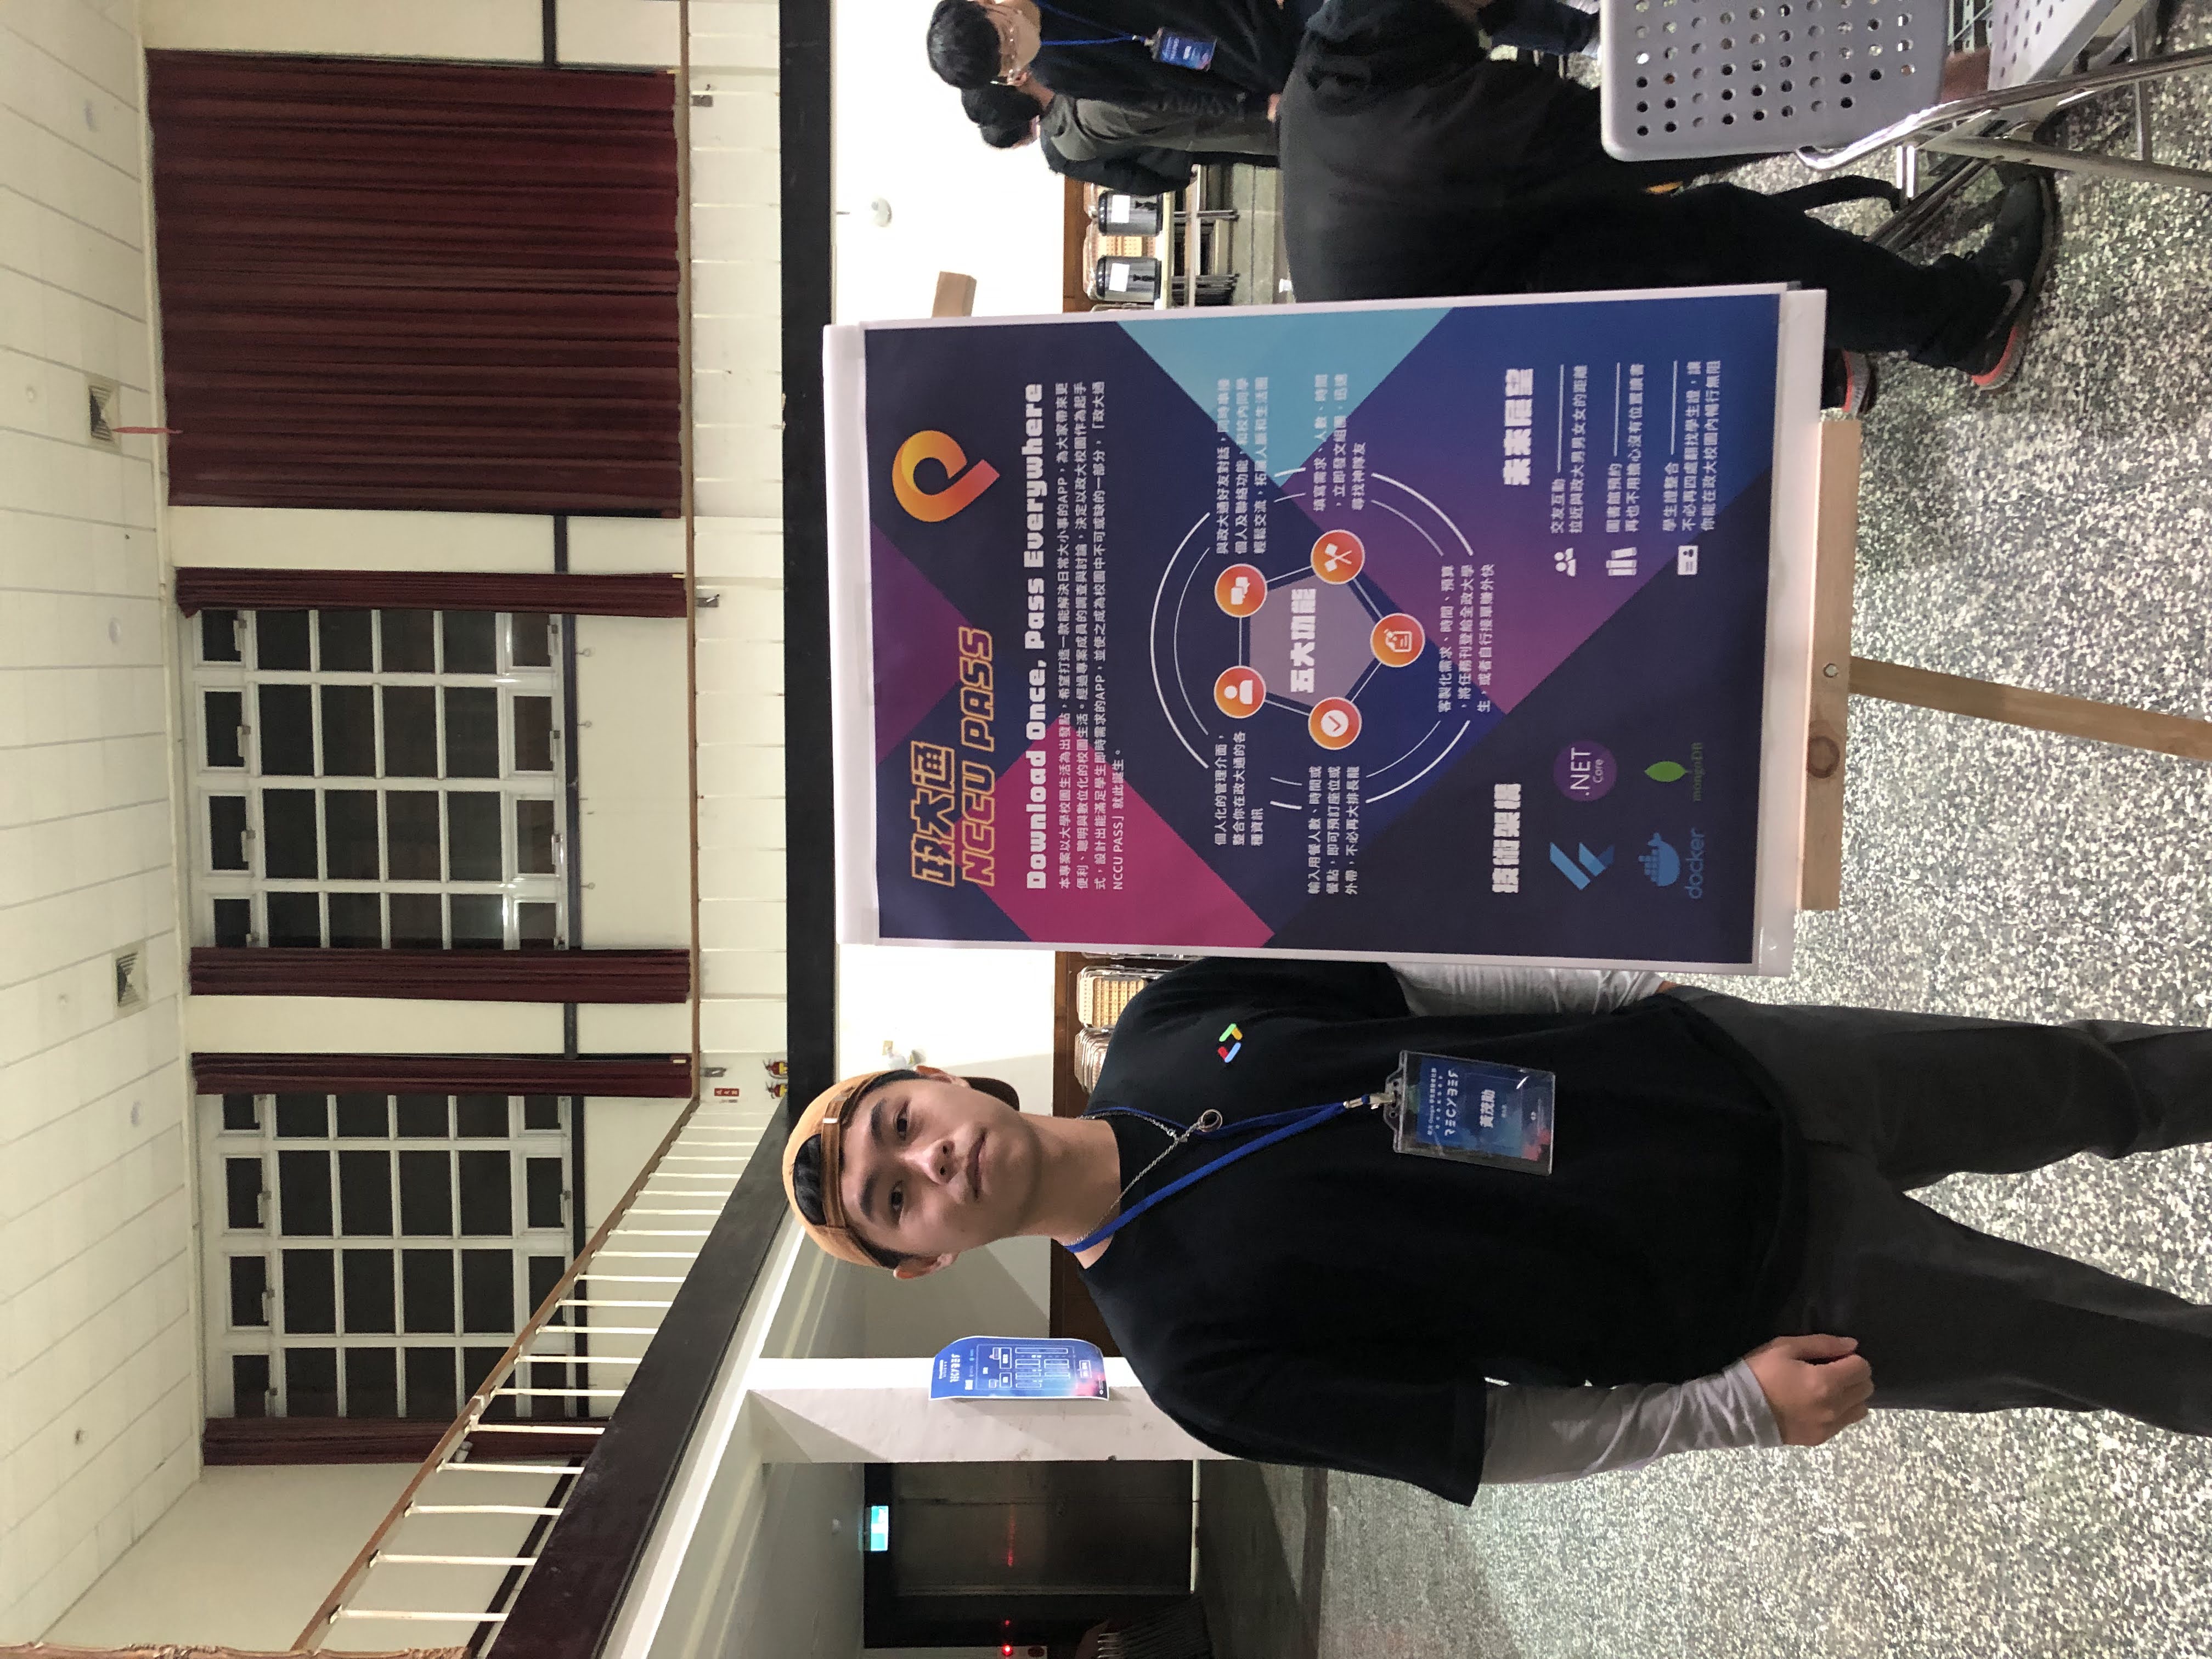 政大通
NCCU PASS
Download Once, Pass Everywhere
本專案以大學校園生活為出發點，希望打造一款能解決日常大小事的APP，為大家帶來更
便利、聰明與數位化的校園生活。經過專案成員的調查與討論，決定以政大校園作為起手
式，設計出能滿足學生即時需求的APP，並使之成為校園中不可或缺的一部分，「政大通
NCCU PASS」就此誕生。
個人化的管理介面，
整合你在政大通的各
種資訊
與政大通好友對話，同時串接
個人及聯絡功能，和校內同學
輕鬆交流，拓展人脈和生活圈
五大功能
輸入用餐人數、時間或
餐點，即可預訂座位或
外帶，不必再大排長龍
填寫需求、人數、時間
，立即發文組團，迅速
尋找神隊友
客製化需求、時間、預算
，將任務刊登給全政大學
生，或者自行接單賺外快
技術架構
.NET
Core
docker
mongoDB
未來展望
交友互動
拉近與政大男男女女的距離
圖書館預約
再也不用擔心沒有位置讀書
學生證整合
不必再四處翻找學生證，讓
你能在政大校園內暢行無阻
RECYBER
黃茂勛
RECYBER